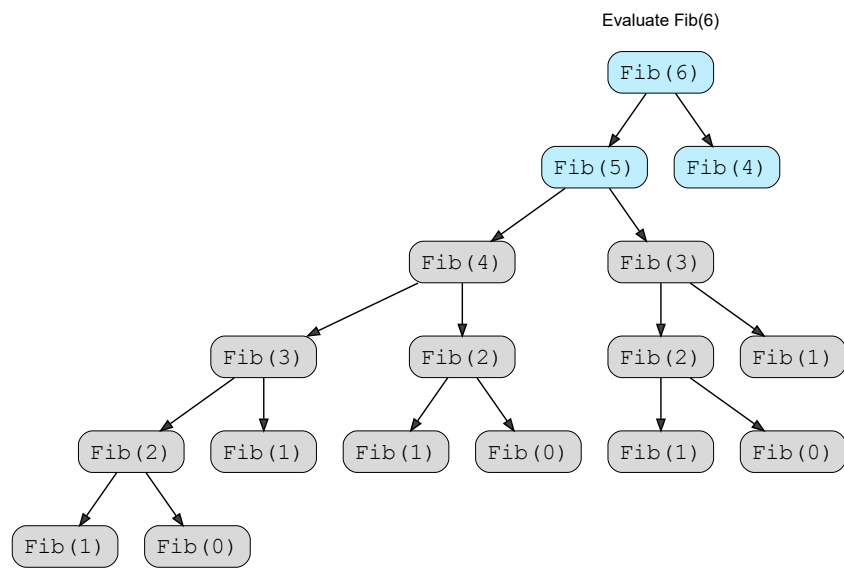 Evaluate Fib(6)
Fib(6)
Fib(5) Fib(4)
Fib(4) Fib(3)
Fib(3) Fib(2) Fib(2) Fib(1)
Fib(2) Fib(1) Fib(1) Fib(0) Fib(1) Fib(0)
Fib(1) Fib(0)